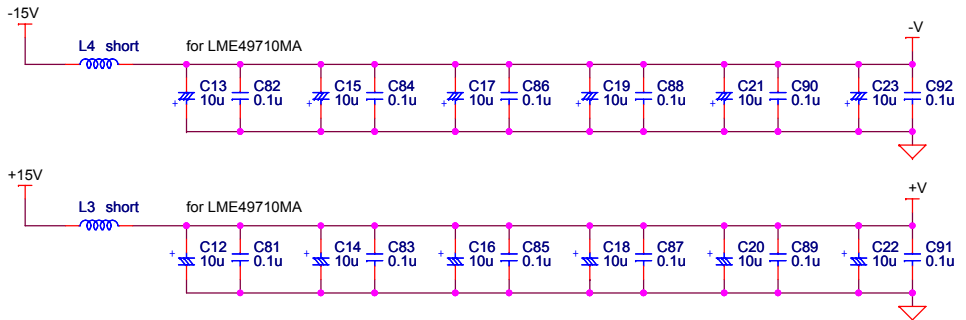 -15V
L4 short
for LME49710MA
-V
C13
10u
C82
0.1u
C15
10u
C84
0.1u
C17
10u
C86
0.1u
C19
10u
C88
0.1u
C21
10u
C90
0.1u
C23
10u
C92
0.1u
+
+
+
+
+
+
+15V
L3 short
for LME49710MA
+V
C12
10u
C81
0.1u
C14
10u
C83
0.1u
C16
10u
C85
0.1u
C18
10u
C87
0.1u
C20
10u
C89
0.1u
C22
10u
C91
0.1u
+
+
+
+
+
+